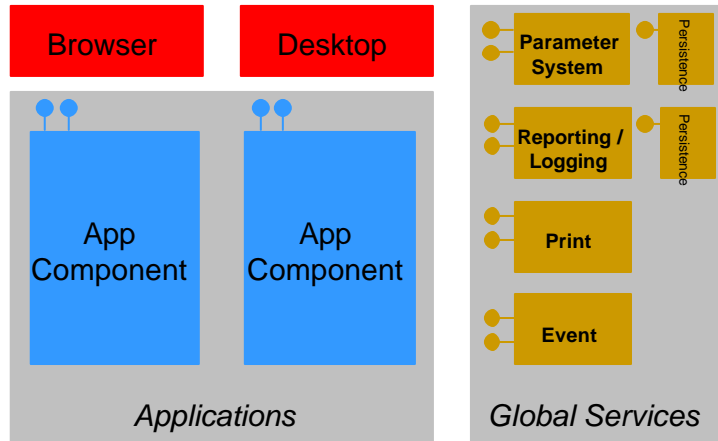 Browser
Desktop
App
Component
App
Component
Applications
Parameter
System
Persistence
Reporting /
Logging
Persistence
Print
Event
Global Services